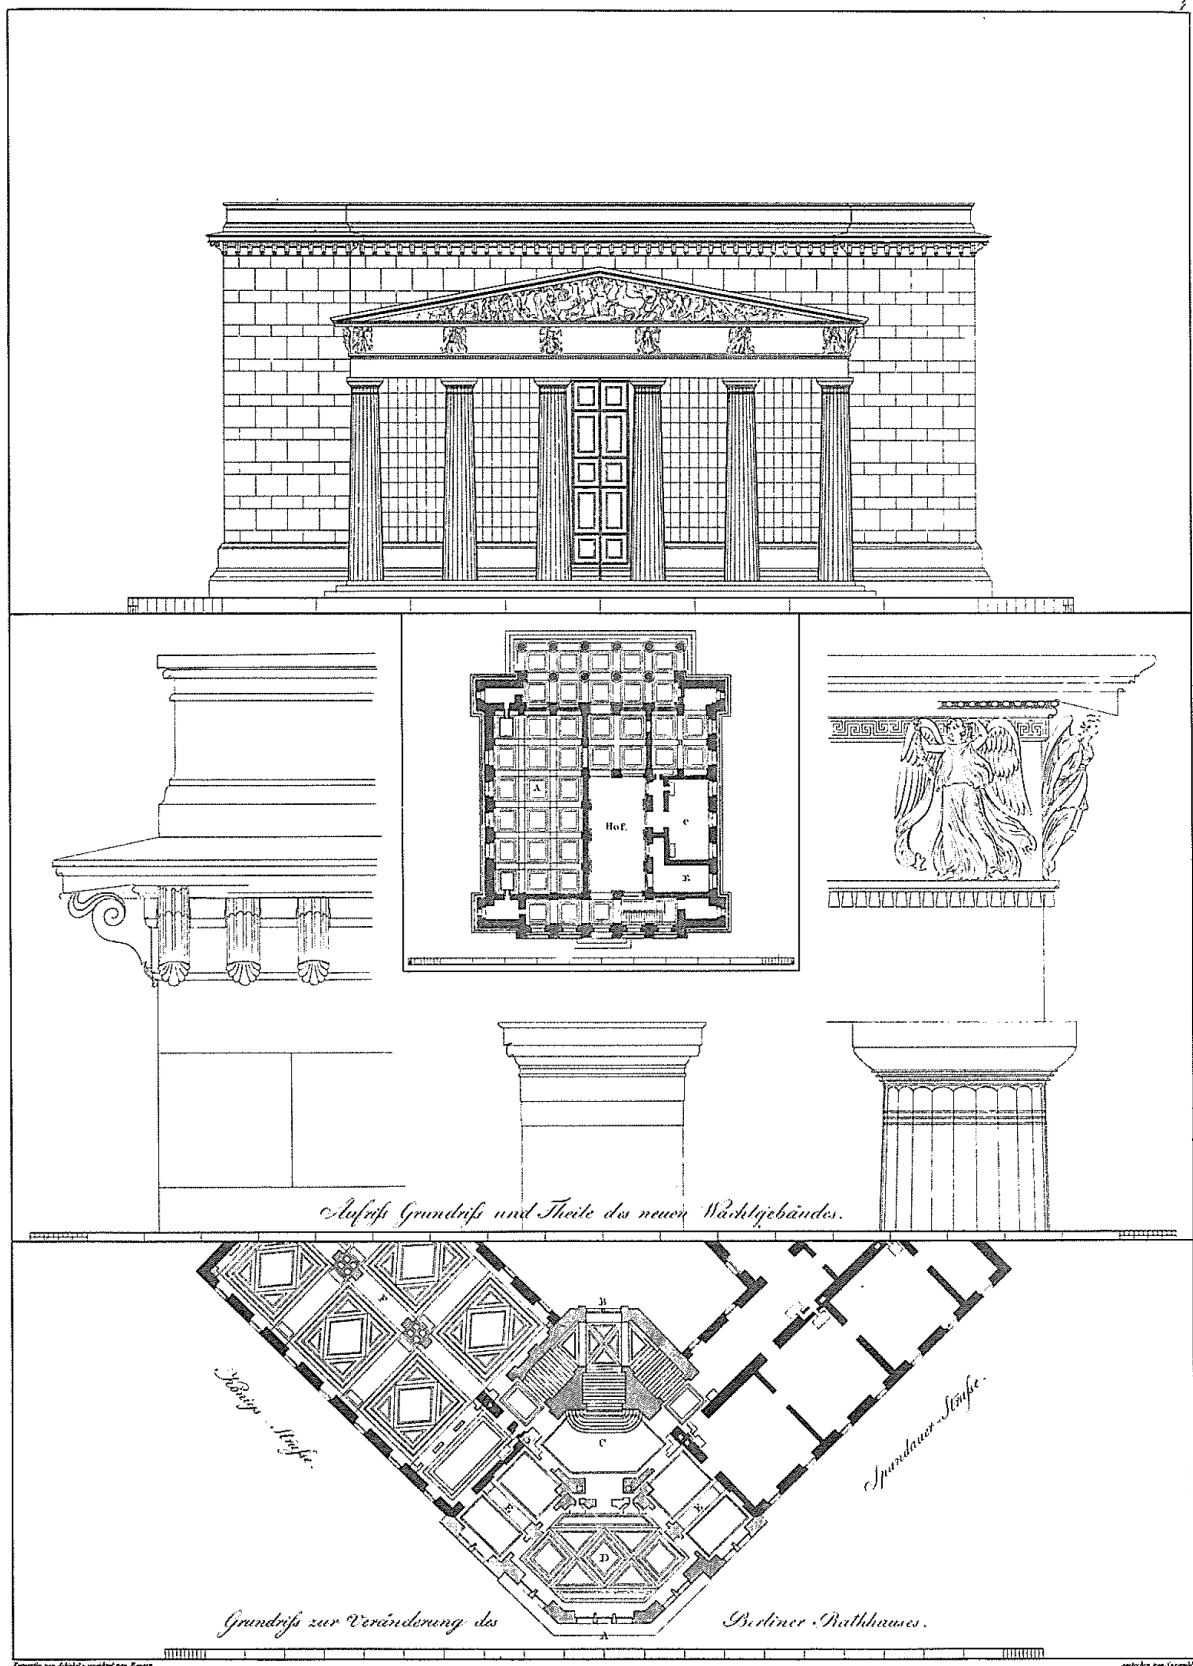 A
Hof.
C
Aufriſs Grundriſs und Theile des neuen Wachtgebäudes.
B
F
Königs Straſse.
Spandauer-Straſse.
C
E
E
D
Grundriſs zur Veränderung des Berliner Rathhauses.
A